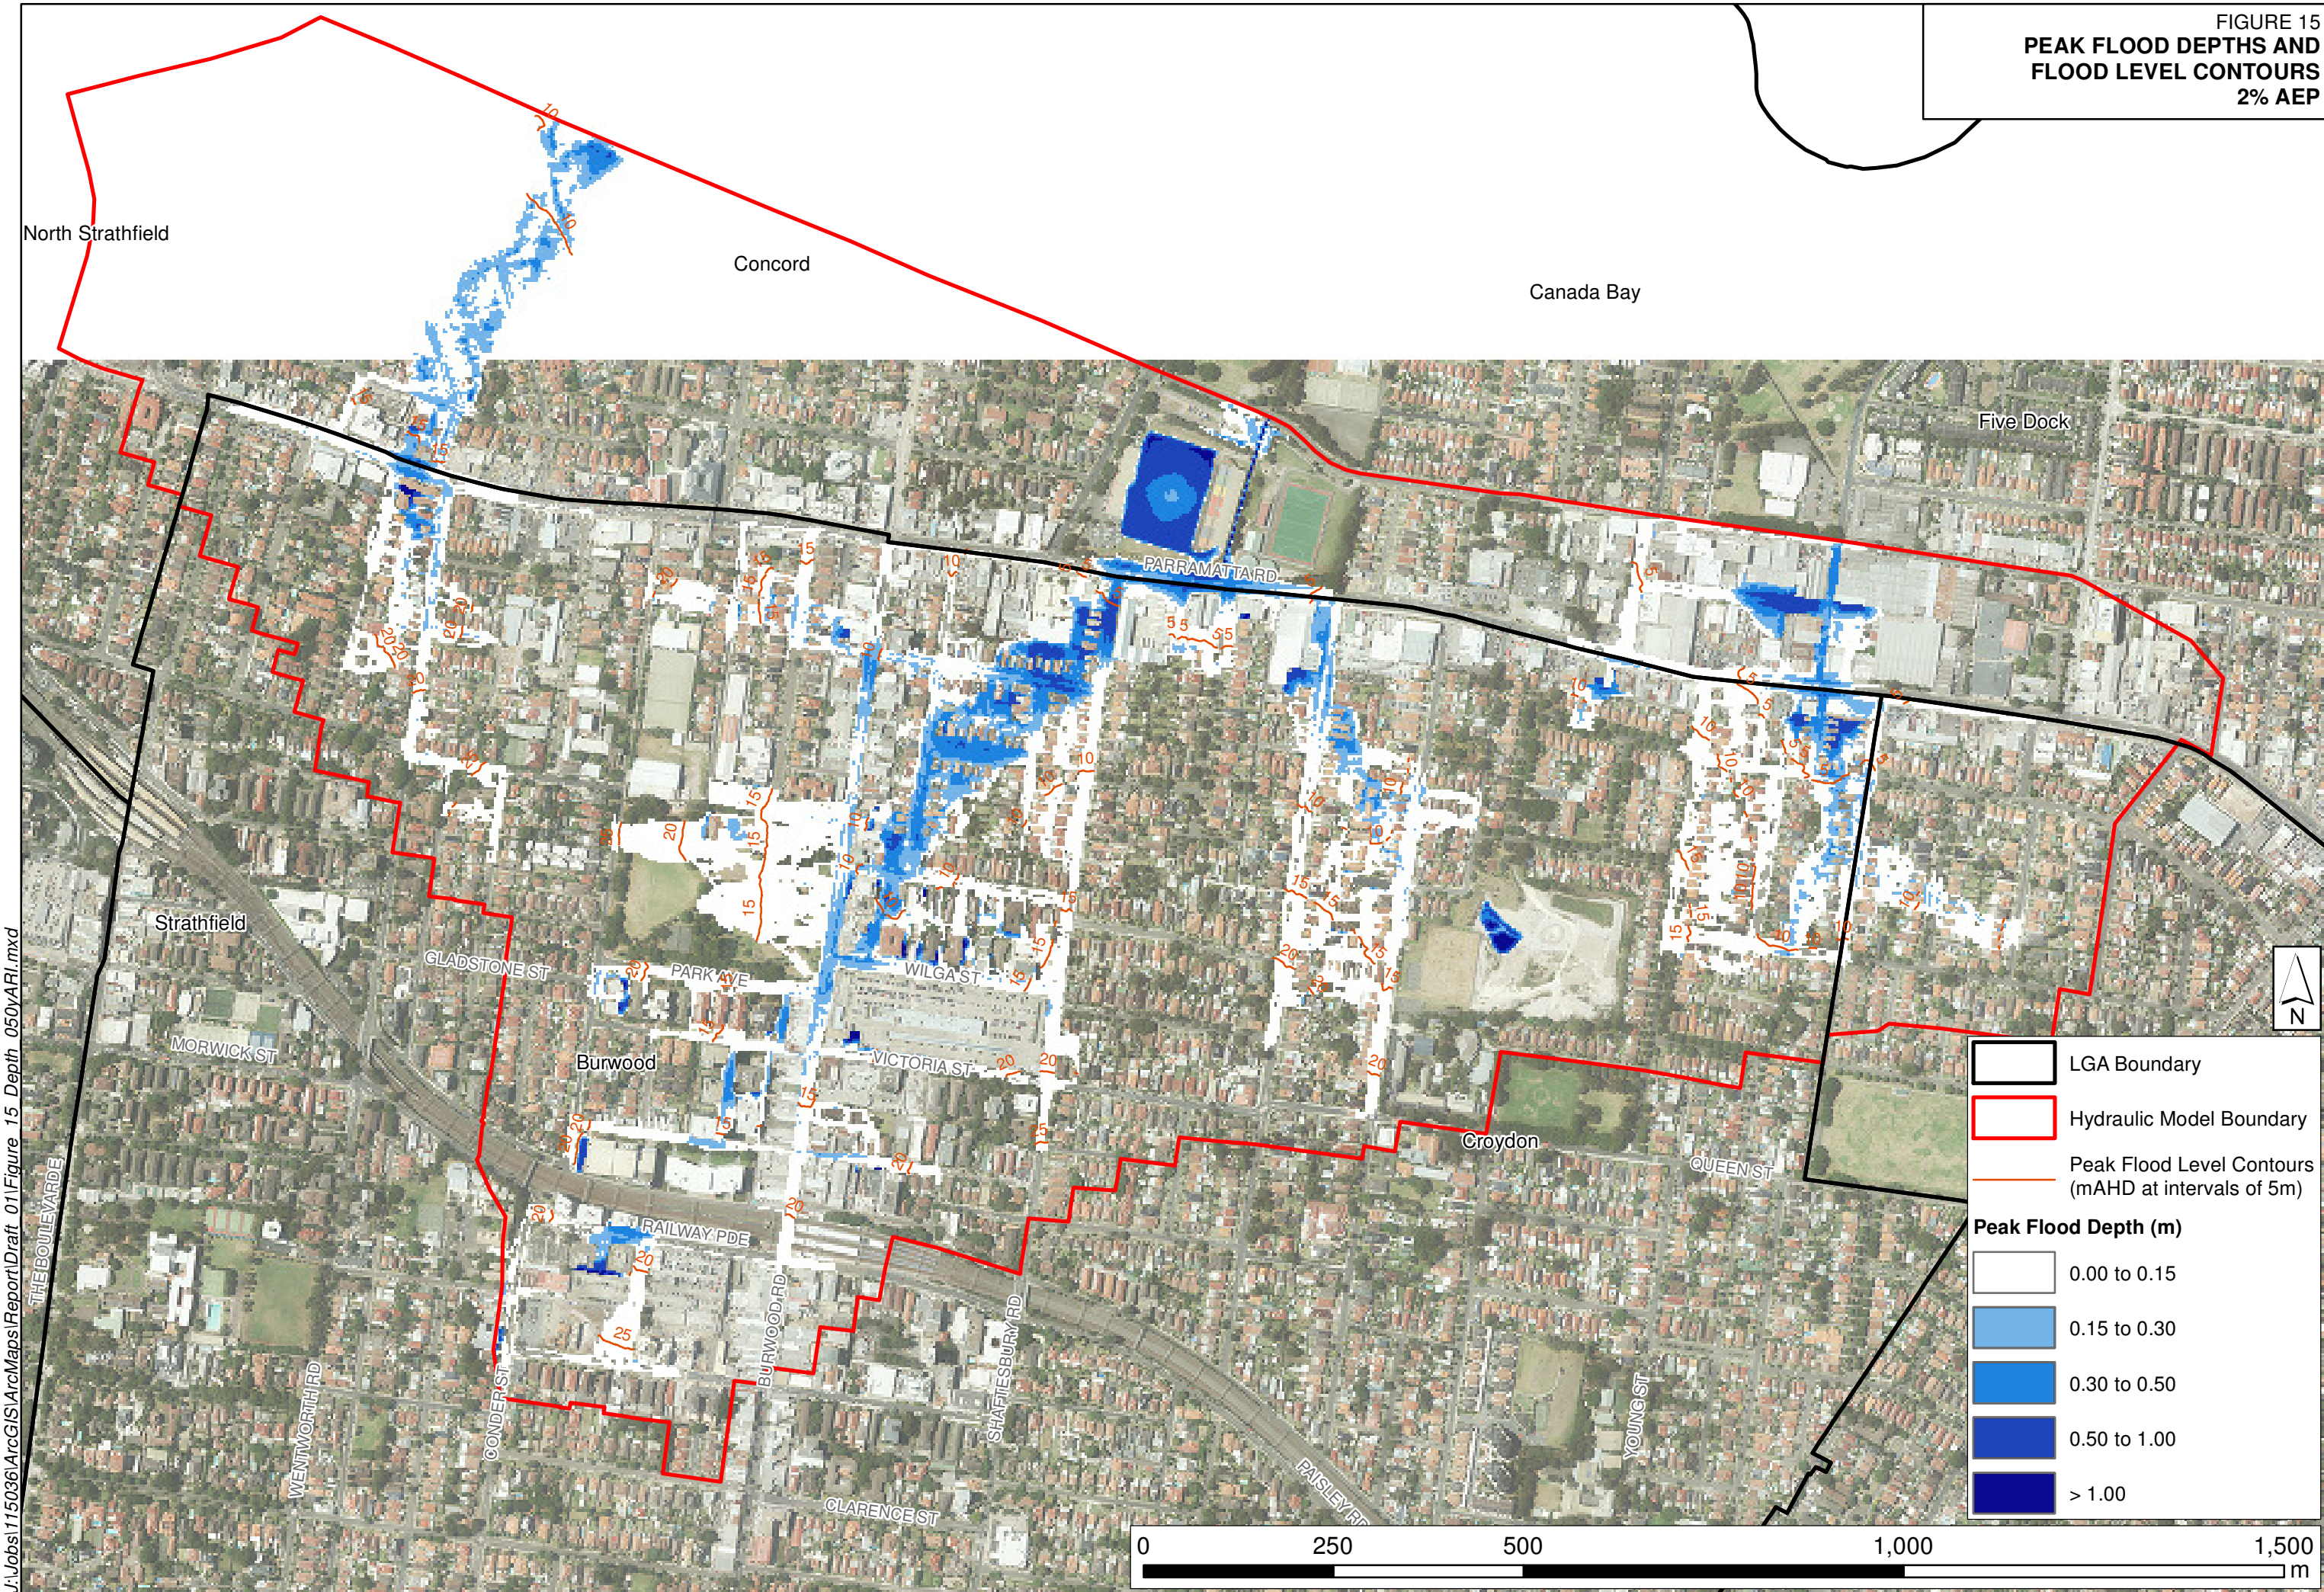 FIGURE 15
PEAK FLOOD DEPTHS AND
FLOOD LEVEL CONTOURS
2% AEP
North Strathfield
Concord
Canada Bay
Five Dock
PARRAMATTA RD
Strathfield
GLADSTONE ST
PARK AVE
WILGA ST
MORWICK ST
Burwood
VICTORIA ST
Croydon
QUEEN ST
THE BOULEVARDE
RAILWAY PDE
WENTWORTH RD
CONDER ST
BURWOOD RD
SHAFTESBURY RD
YOUNG ST
PAISLEY RD
CLARENCE ST
N
LGA Boundary
Hydraulic Model Boundary
Peak Flood Level Contours
(mAHD at intervals of 5m)
Peak Flood Depth (m)
0.00 to 0.15
0.15 to 0.30
0.30 to 0.50
0.50 to 1.00
> 1.00
0 250 500 1,000 1,500
m
J:\Jobs\115036\ArcGIS\ArcMaps\Report\Draft_01\Figure_15_Depth_050yARI.mxd